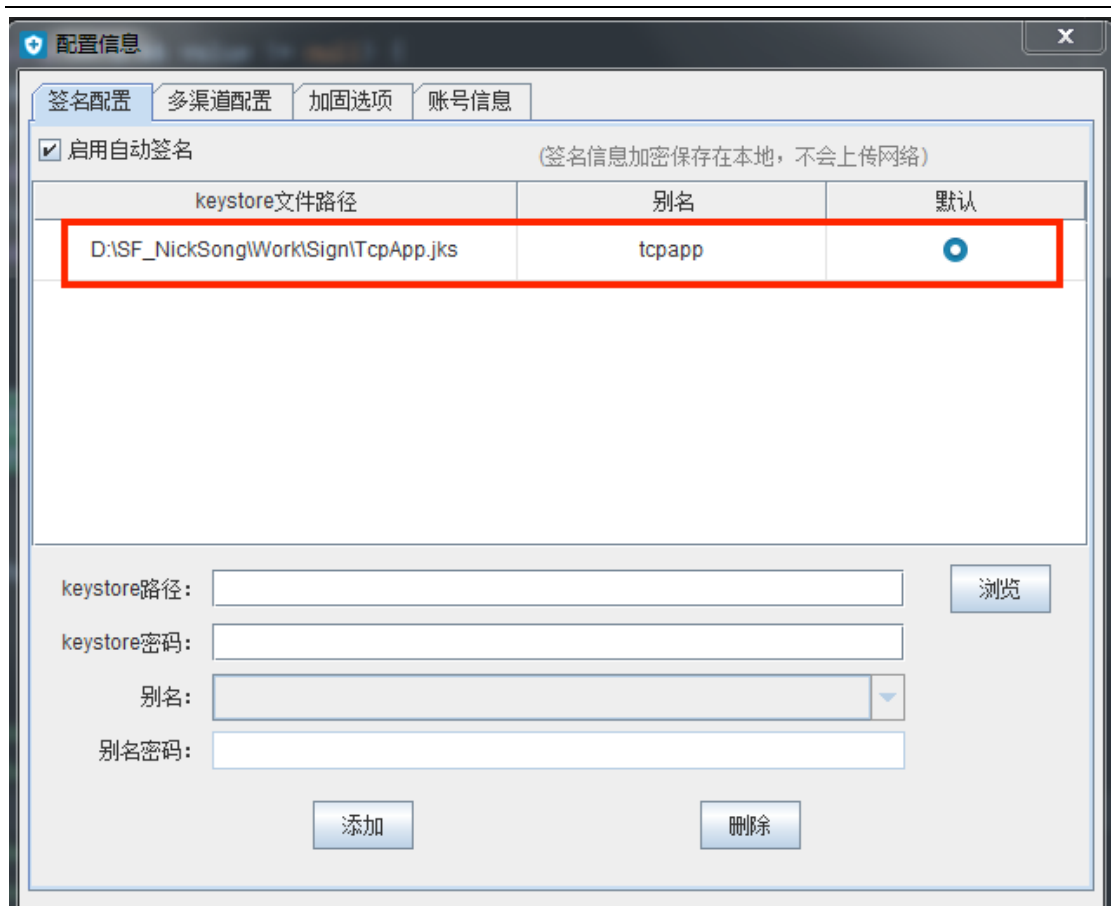 配置信息
x
签名配置 多渠道配置 加固选项 账号信息
启用自动签名 (签名信息加密保存在本地，不会上传网络)
keystore文件路径 别名 默认
D:\SF_NickSong\Work\Sign\TcpApp.jks tcpapp
keystore路径： 浏览
keystore密码：
别名：
别名密码：
添加 删除